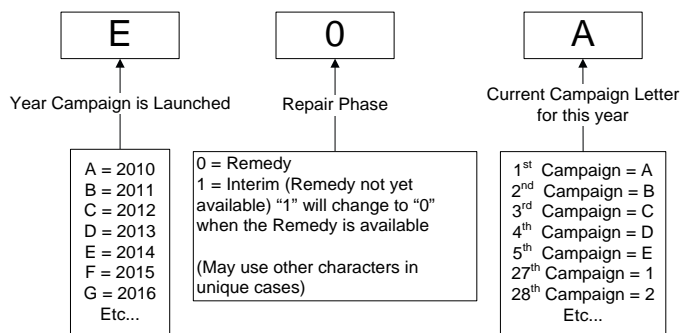 E
0
A
Year Campaign is Launched
Repair Phase
Current Campaign Letter
for this year
A = 2010
B = 2011
C = 2012
D = 2013
E = 2014
F = 2015
G = 2016
Etc...
0 = Remedy
1 = Interim (Remedy not yet
available) “1” will change to “0”
when the Remedy is available
(May use other characters in
unique cases)
1st Campaign = A
2nd Campaign = B
3rd Campaign = C
4th Campaign = D
5th Campaign = E
27th Campaign = 1
28th Campaign = 2
Etc...